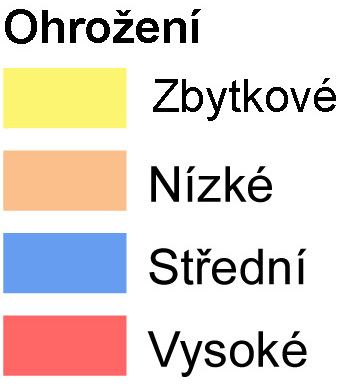 Ohrožení
Zbytkové
Nízké
Střední
Vysoké